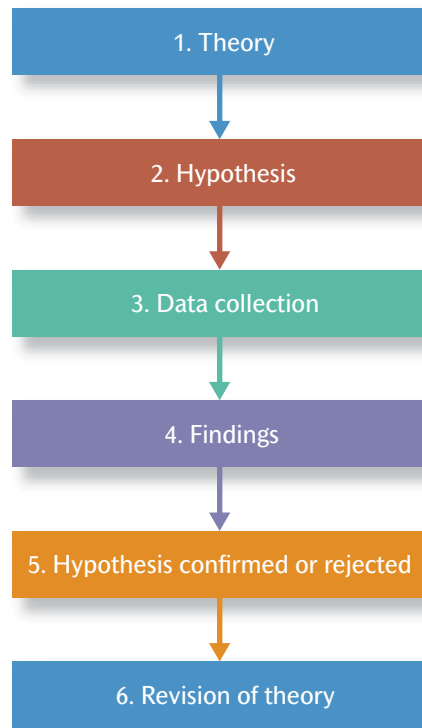 1. Theory
2. Hypothesis
3. Data collection
4. Findings
5. Hypothesis confirmed or rejected
6. Revision of theory